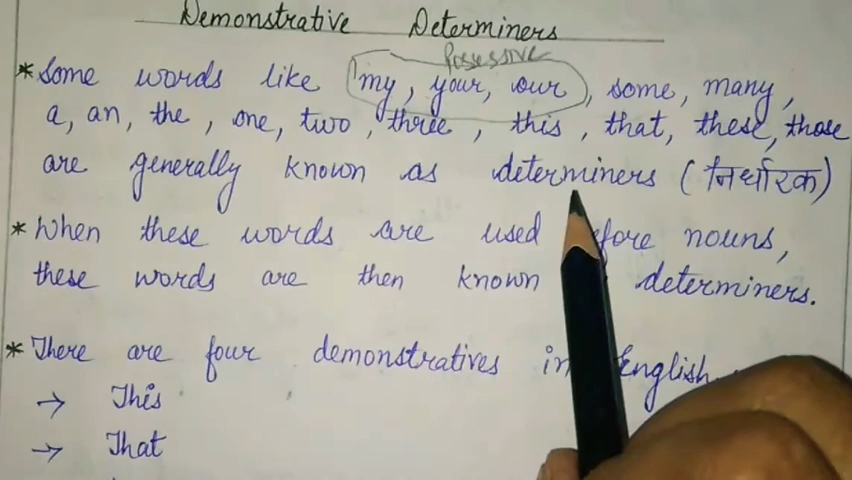 Demonstrative Determiners
Possessive
* Some words like my, your, our, some, many,
a, an, the, one, two, three, this, that, these, those
are generally known as determiners (निर्धारक)
* When these words are used nouns,
these words are then known determiners.
* There are four demonstratives in English
→ This
→ That